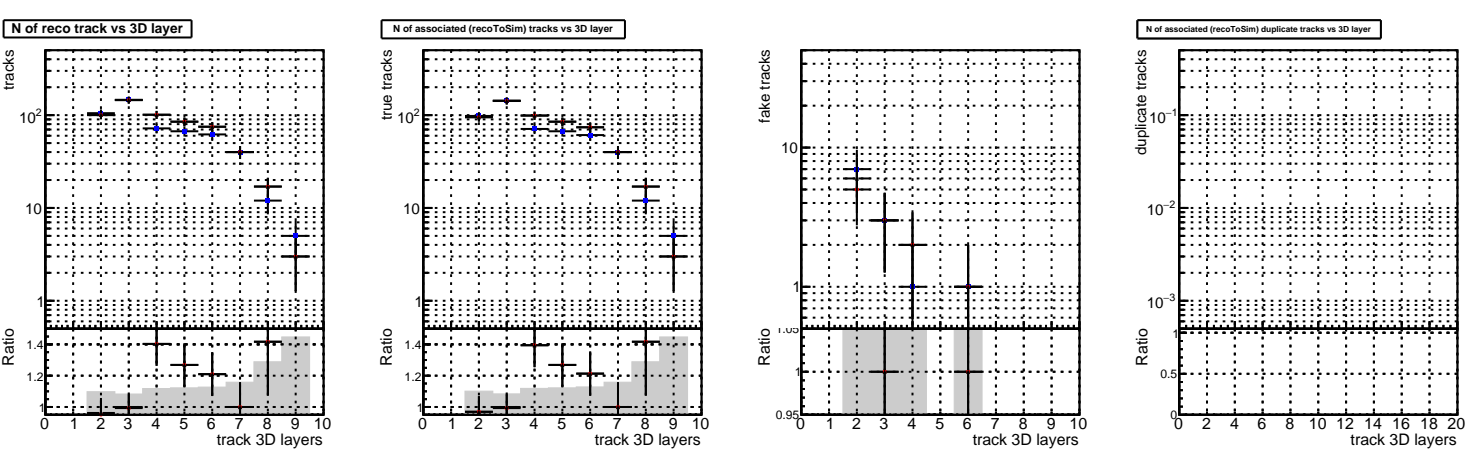 N of reco track vs 3D layer
tracks
10²
10
1
Ratio
1.4
1.2
1
0 1 2 3 4 5 6 7 8 9 10
track 3D layers
N of associated (recoToSim) tracks vs 3D layer
true tracks
10²
10
1
Ratio
1.4
1.2
1
0 1 2 3 4 5 6 7 8 9 10
track 3D layers
fake tracks
10
1
Ratio
1.05
1
0.95
0 1 2 3 4 5 6 7 8 9 10
track 3D layers
N of associated (recoToSim) duplicate tracks vs 3D layer
duplicate tracks
10⁻¹
10⁻²
10⁻³
Ratio
1
0.5
0
0 2 4 6 8 10 12 14 16 18 20
track 3D layers